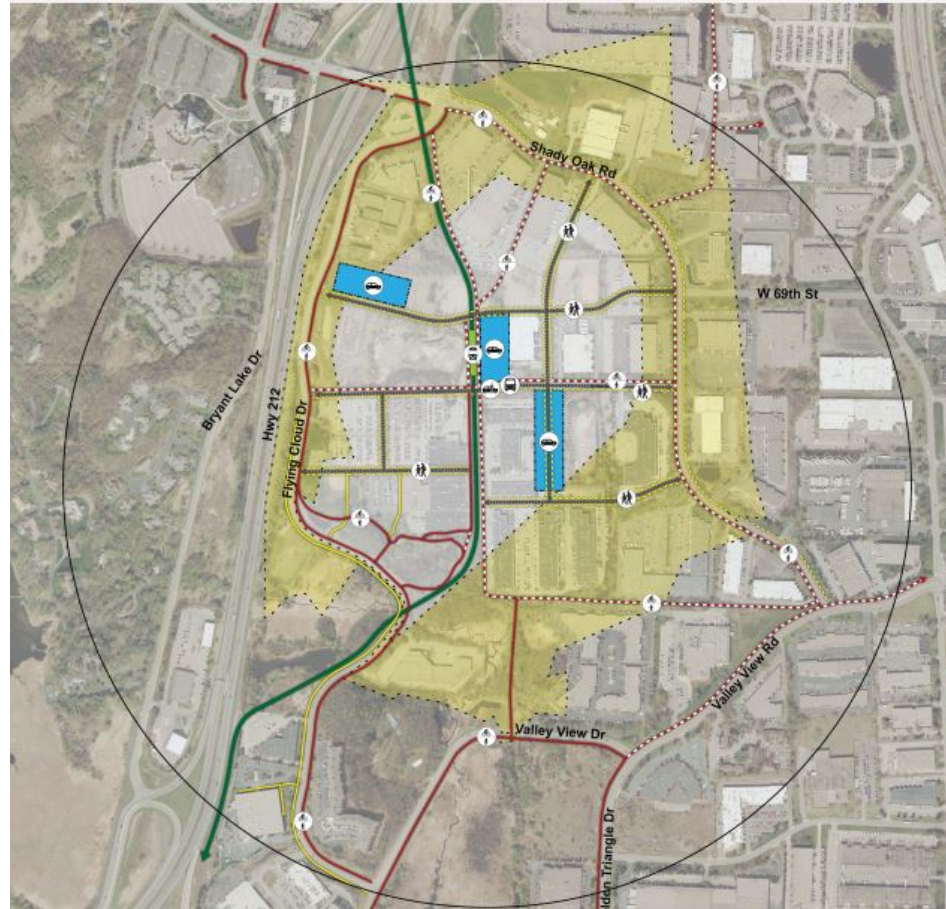 Shady Oak Rd
W 69th St
Bryant Lake Dr
Hwy 212
Flying Cloud Dr
Valley View Rd
Valley View Dr
Triangle Dr